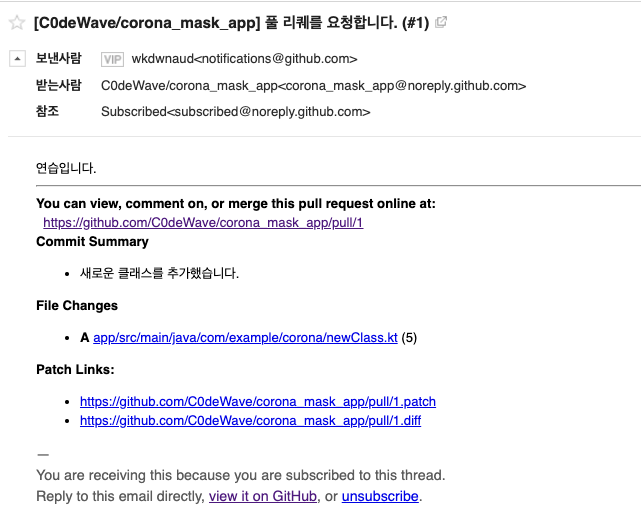 [C0deWave/corona_mask_app] 풀 리퀘를 요청합니다. (#1)
보낸사람 VIP wkdwnaud<notifications@github.com>
받는사람 C0deWave/corona_mask_app<corona_mask_app@noreply.github.com>
참조 Subscribed<subscribed@noreply.github.com>
연습입니다.
You can view, comment on, or merge this pull request online at:
https://github.com/C0deWave/corona_mask_app/pull/1
Commit Summary
• 새로운 클래스를 추가했습니다.
File Changes
• A app/src/main/java/com/example/corona/newClass.kt (5)
Patch Links:
• https://github.com/C0deWave/corona_mask_app/pull/1.patch
• https://github.com/C0deWave/corona_mask_app/pull/1.diff
—
You are receiving this because you are subscribed to this thread.
Reply to this email directly, view it on GitHub, or unsubscribe.